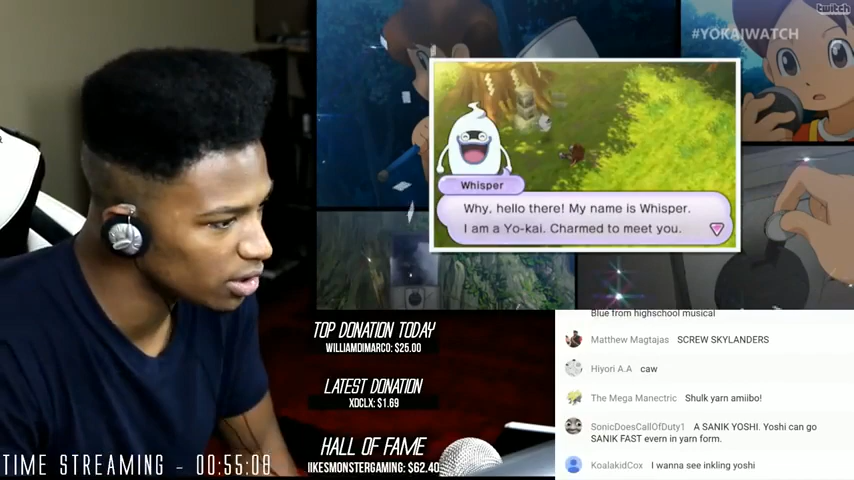 twitch
#YOKAIWATCH
Whisper
Why, hello there! My name is Whisper.
I am a Yo-kai. Charmed to meet you.
Blue from highschool musical
Matthew Magtajas SCREW SKYLANDERS
Hiyori A.A caw
The Mega Manectric Shulk yarn amiibo!
SonicDoesCallOfDuty1 A SANIK YOSHI. Yoshi can go
SANIK FAST evern in yarn form.
KoalakidCox I wanna see inkling yoshi
TOP DONATION TODAY
WILLIAMDIMARCO: $25.00
LATEST DONATION
XDCLX: $1.69
HALL OF FAME
IIKESMONSTERGAMING: $62.40
TIME STREAMING - 00:55:08